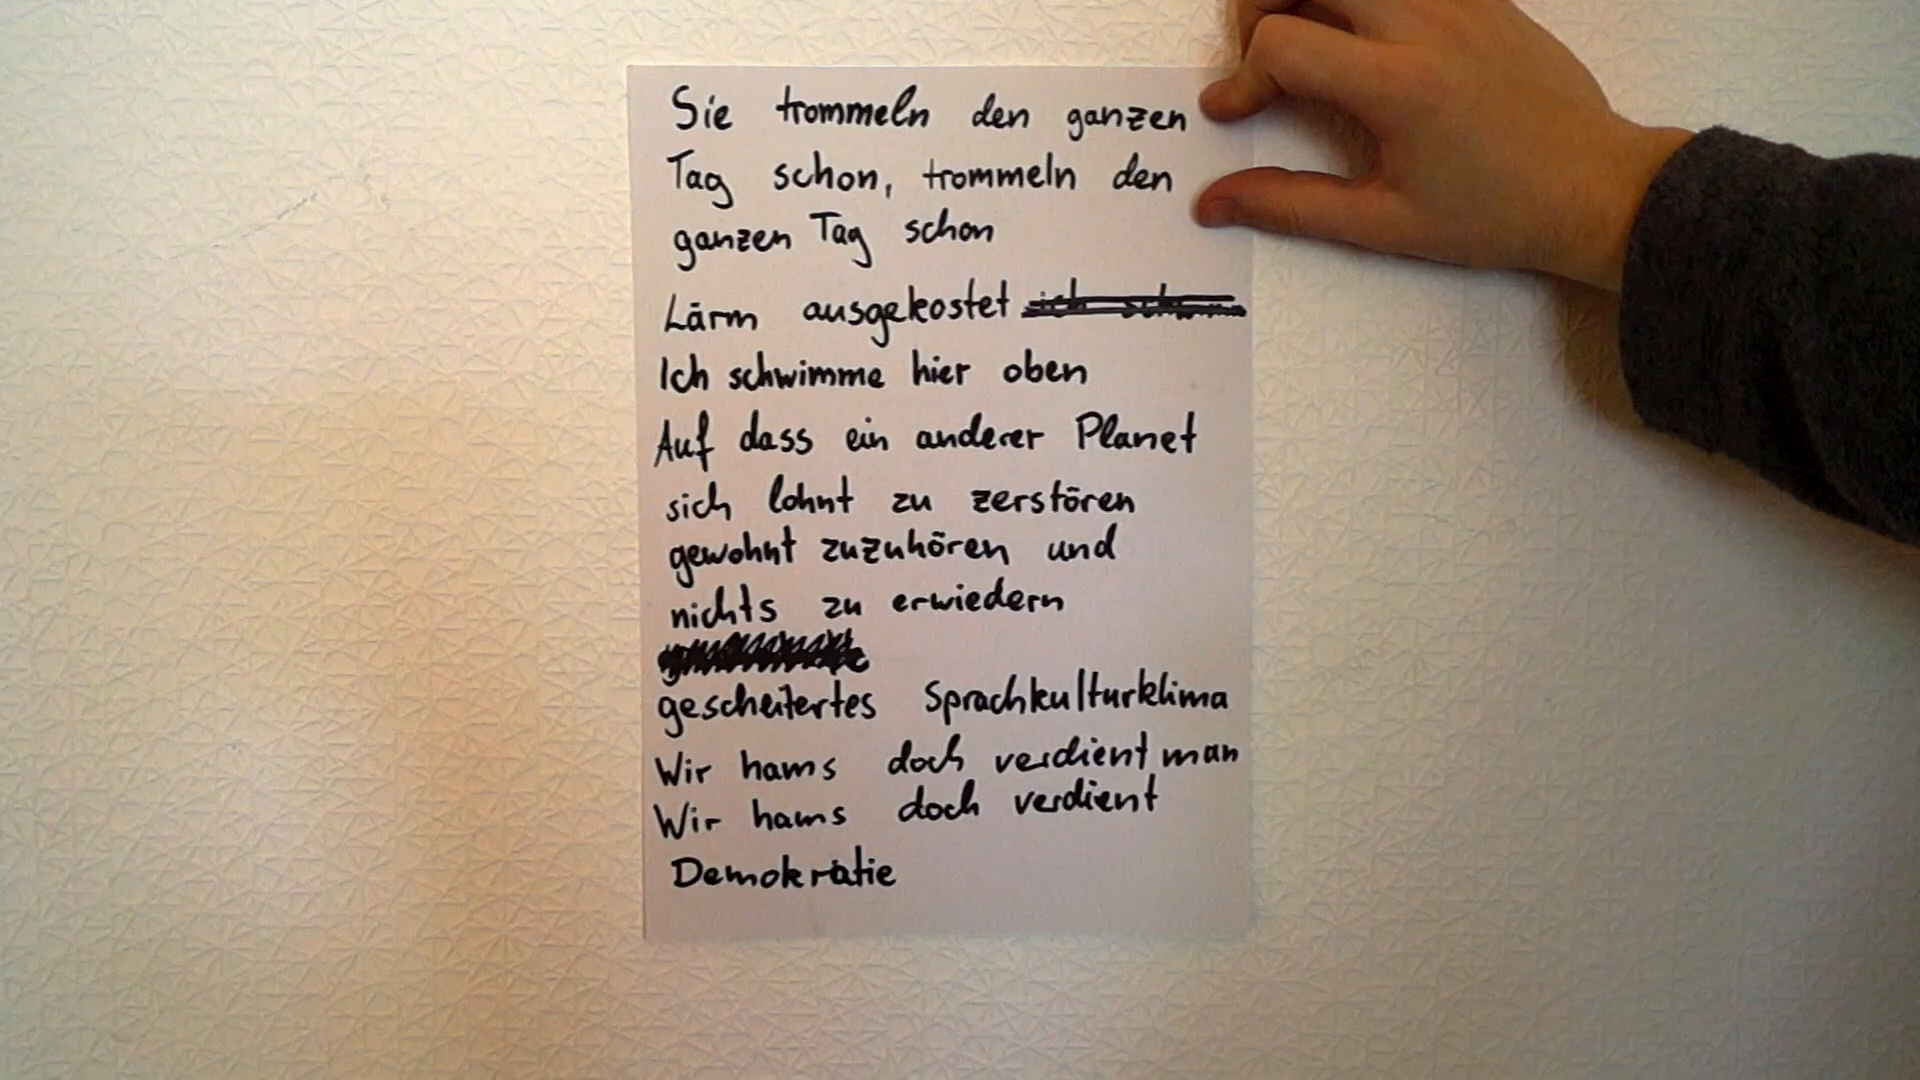 Sie trommeln den ganzen
Tag schon, trommeln den
ganzen Tag schon
Lärm ausgekostet
Ich schwimme hier oben
Auf dass ein anderer Planet
sich lohnt zu zerstören
gewohnt zuzuhören und
nichts zu erwiedern
gescheitertes Sprachkulturklima
Wir hams doch verdient man
Wir hams doch verdient
Demokratie